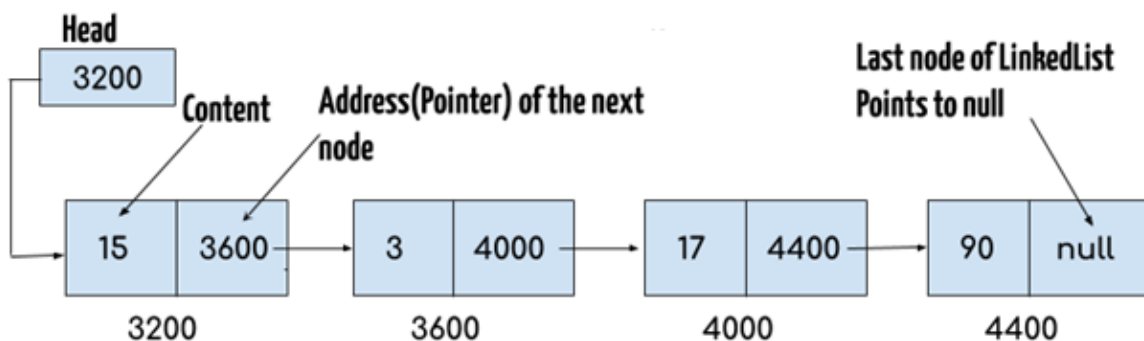 Head
3200
Content
Address(Pointer) of the next
node
Last node of LinkedList
Points to null
15 3600 3 4000 17 4400 90 null
3200 3600 4000 4400